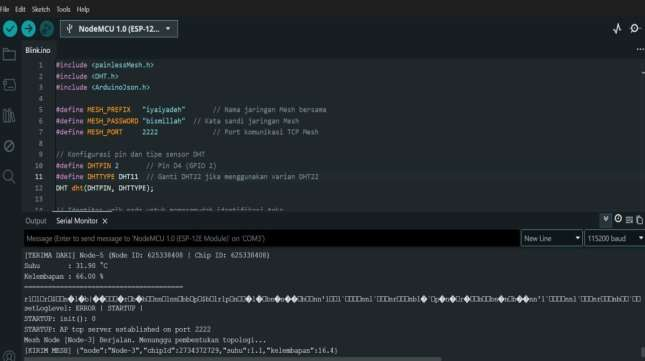 File Edit Sketch Tools Help
NodeMCU 1.0 (ESP-12E...
Blink.ino
1 #include <painlessMesh.h>
2 #include <DHT.h>
3 #include <ArduinoJson.h>
4
5 #define MESH_PREFIX "iyaiyadeh" // Nama jaringan Mesh bersama
6 #define MESH_PASSWORD "bismillah" // Kata sandi jaringan Mesh
7 #define MESH_PORT 2222 // Port komunikasi TCP Mesh
8
9 // Konfigurasi pin dan tipe sensor DHT
10 #define DHTPIN 2 // Pin D4 (GPIO 2)
11 #define DHTTYPE DHT11 // Ganti DHT22 jika menggunakan varian DHT22
12 DHT dht(DHTPIN, DHTTYPE);
13
Output Serial Monitor
Message (Enter to send message to 'NodeMCU 1.0 (ESP-12E Module)' on 'COM3') New Line 115200 baud
[TERIMA DARI] Node-5 (Node ID: 625338408 | Chip ID: 625338408)
Suhu : 31.90 °C
Kelembapan : 66.00 %
setLogLevel: ERROR | STARTUP |
STARTUP: init(): 0
STARTUP: AP tcp server established on port 2222
Mesh Node [Node-3] Berjalan. Menunggu pembentukan topologi...
[KIRIM MESH] {"node":"Node-3","chipId":2734372729,"suhu":1.1,"kelembapan":16.4}